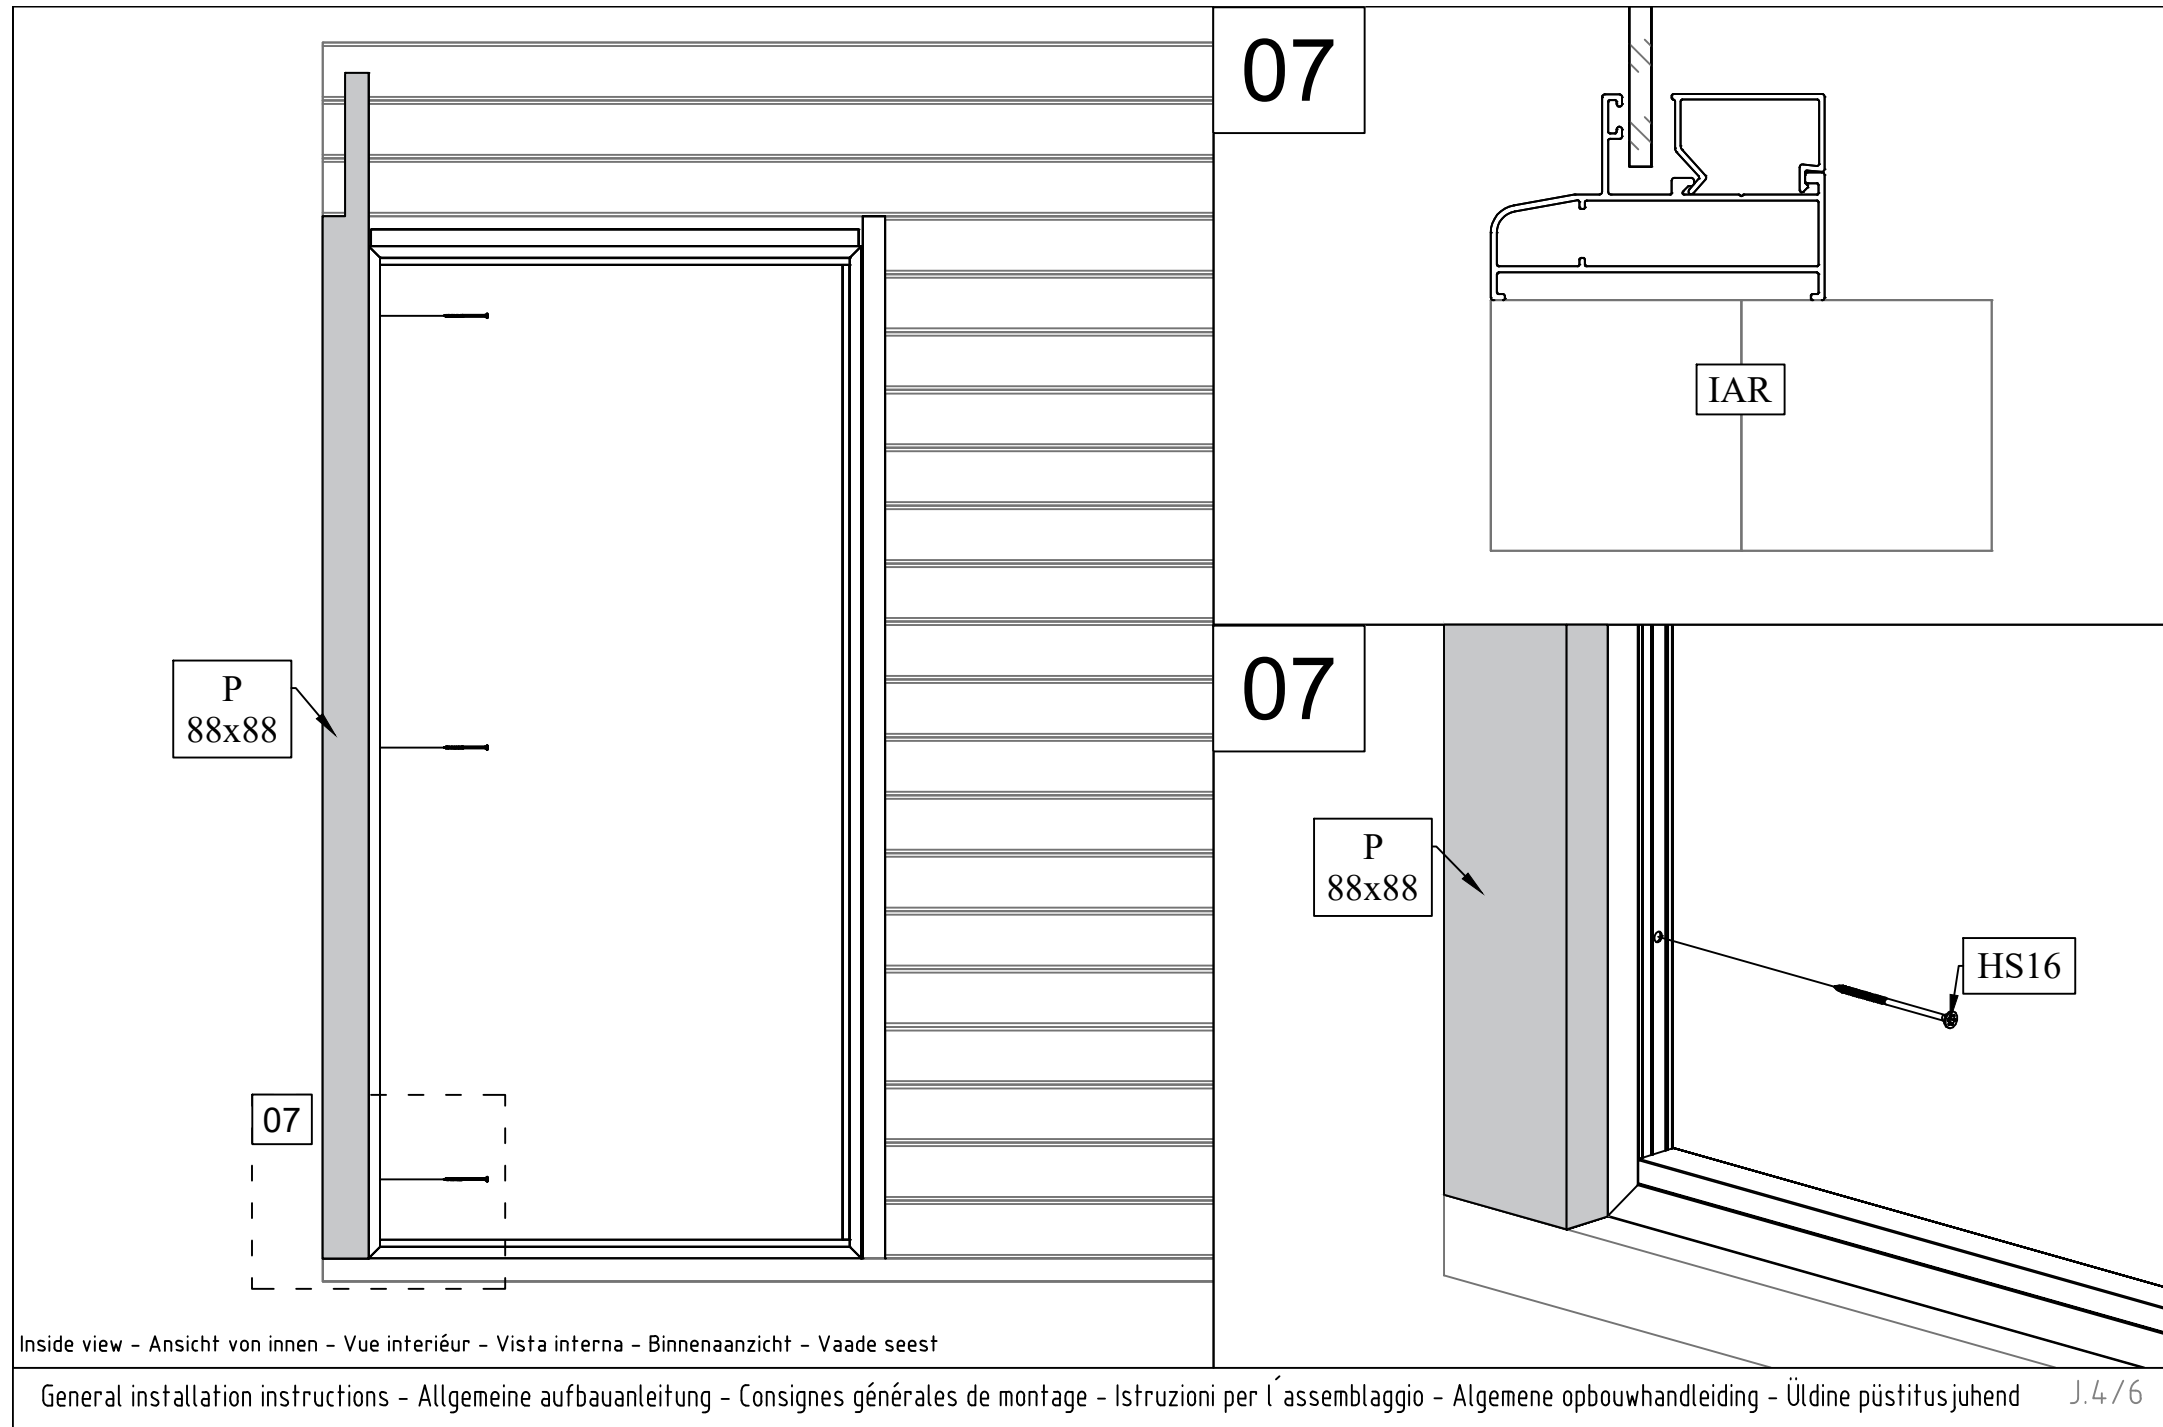 07
IAR
P
88x88
07
P
88x88
HS16
07
Inside view - Ansicht von innen - Vue interiéur - Vista interna - Binnenaanzicht - Vaade seest
General installation instructions - Allgemeine aufbauanleitung - Consignes générales de montage - Istruzioni per l´assemblaggio - Algemene opbouwhandleiding - Üldine püstitusjuhend J.4/6